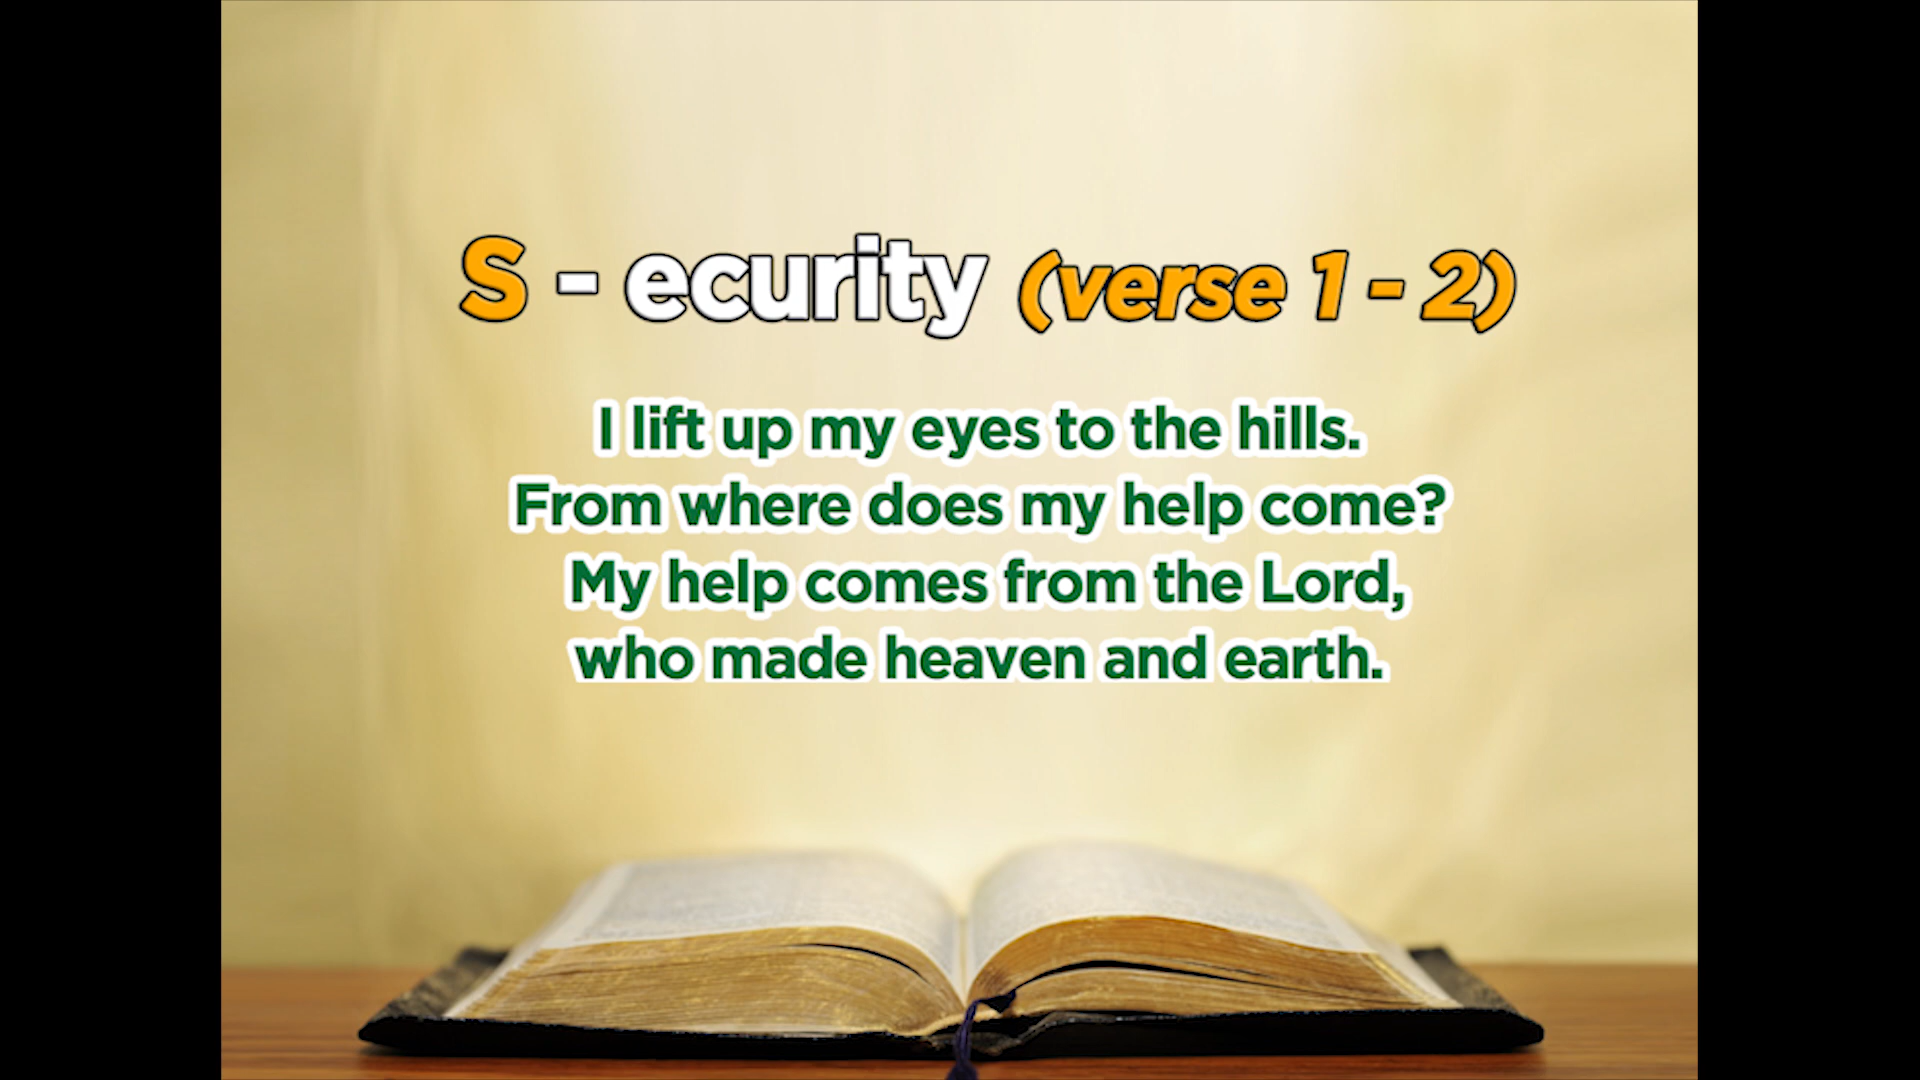 S - ecurity (verse 1 - 2)
I lift up my eyes to the hills.
From where does my help come?
My help comes from the Lord,
who made heaven and earth.